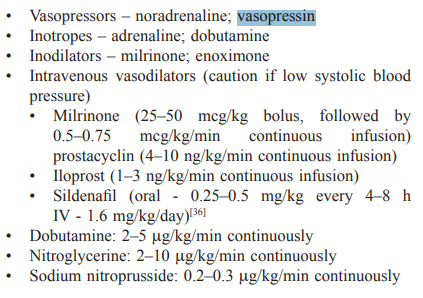 • Vasopressors – noradrenaline; vasopressin
• Inotropes – adrenaline; dobutamine
• Inodilators – milrinone; enoximone
• Intravenous vasodilators (caution if low systolic blood
pressure)
• Milrinone (25–50 mcg/kg bolus, followed by
0.5–0.75 mcg/kg/min continuous infusion)
prostacyclin (4–10 ng/kg/min continuous infusion)
• Iloprost (1–3 ng/kg/min continuous infusion)
• Sildenafil (oral - 0.25–0.5 mg/kg every 4–8 h
IV - 1.6 mg/kg/day)[36]
• Dobutamine: 2–5 μg/kg/min continuously
• Nitroglycerine: 2–10 μg/kg/min continuously
• Sodium nitroprusside: 0.2–0.3 μg/kg/min continuously